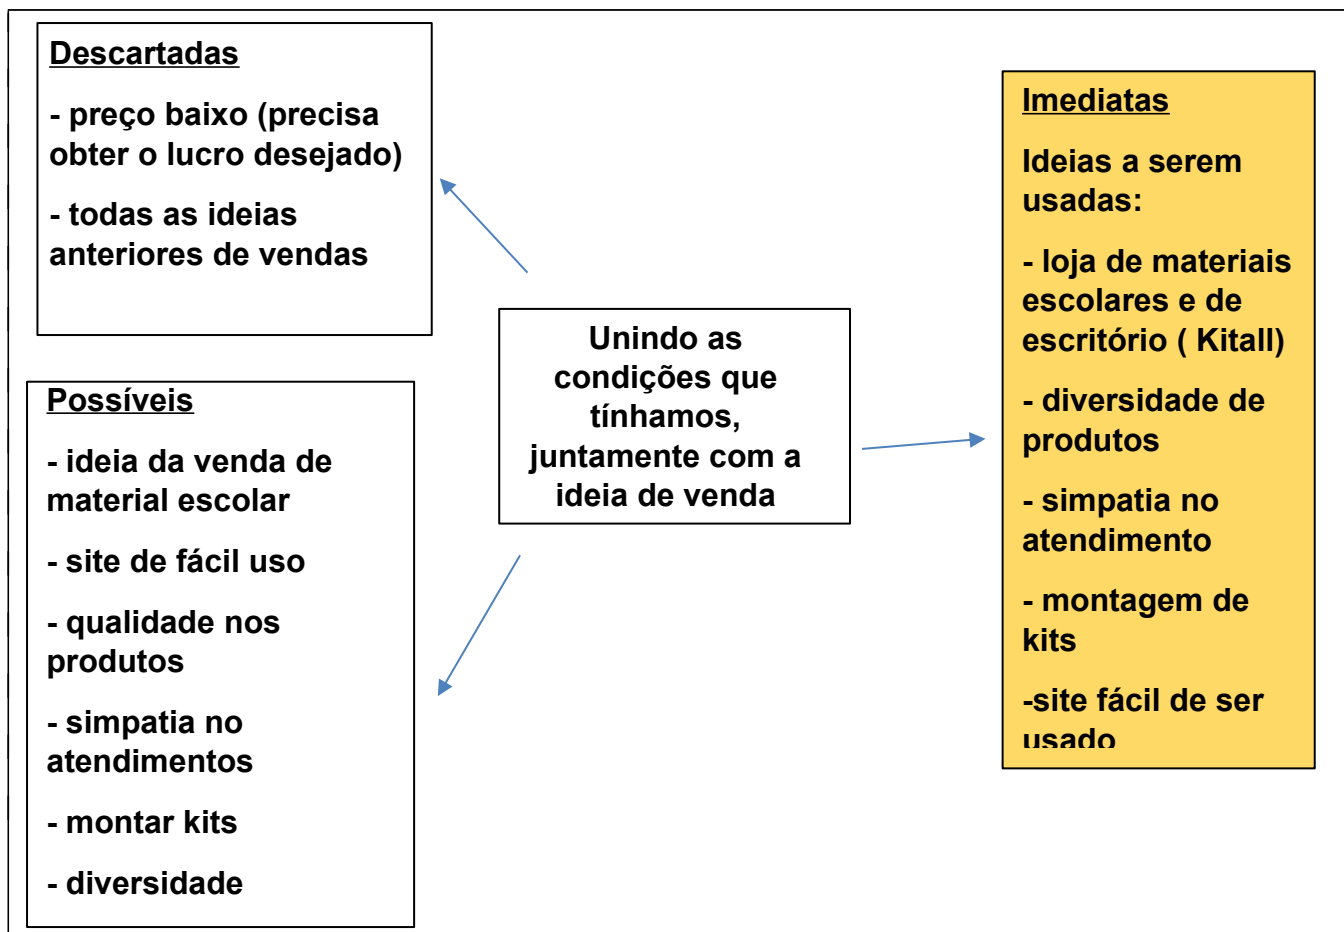 Descartadas
- preço baixo (precisa
obter o lucro desejado)
- todas as ideias
anteriores de vendas
Possíveis
- ideia da venda de
material escolar
- site de fácil uso
- qualidade nos
produtos
- simpatia no
atendimentos
- montar kits
- diversidade
Unindo as
condições que
tínhamos,
juntamente com a
ideia de venda
Imediatas
Ideias a serem
usadas:
- loja de materiais
escolares e de
escritório ( Kitall)
- diversidade de
produtos
- simpatia no
atendimento
- montagem de
kits
-site fácil de ser
usado